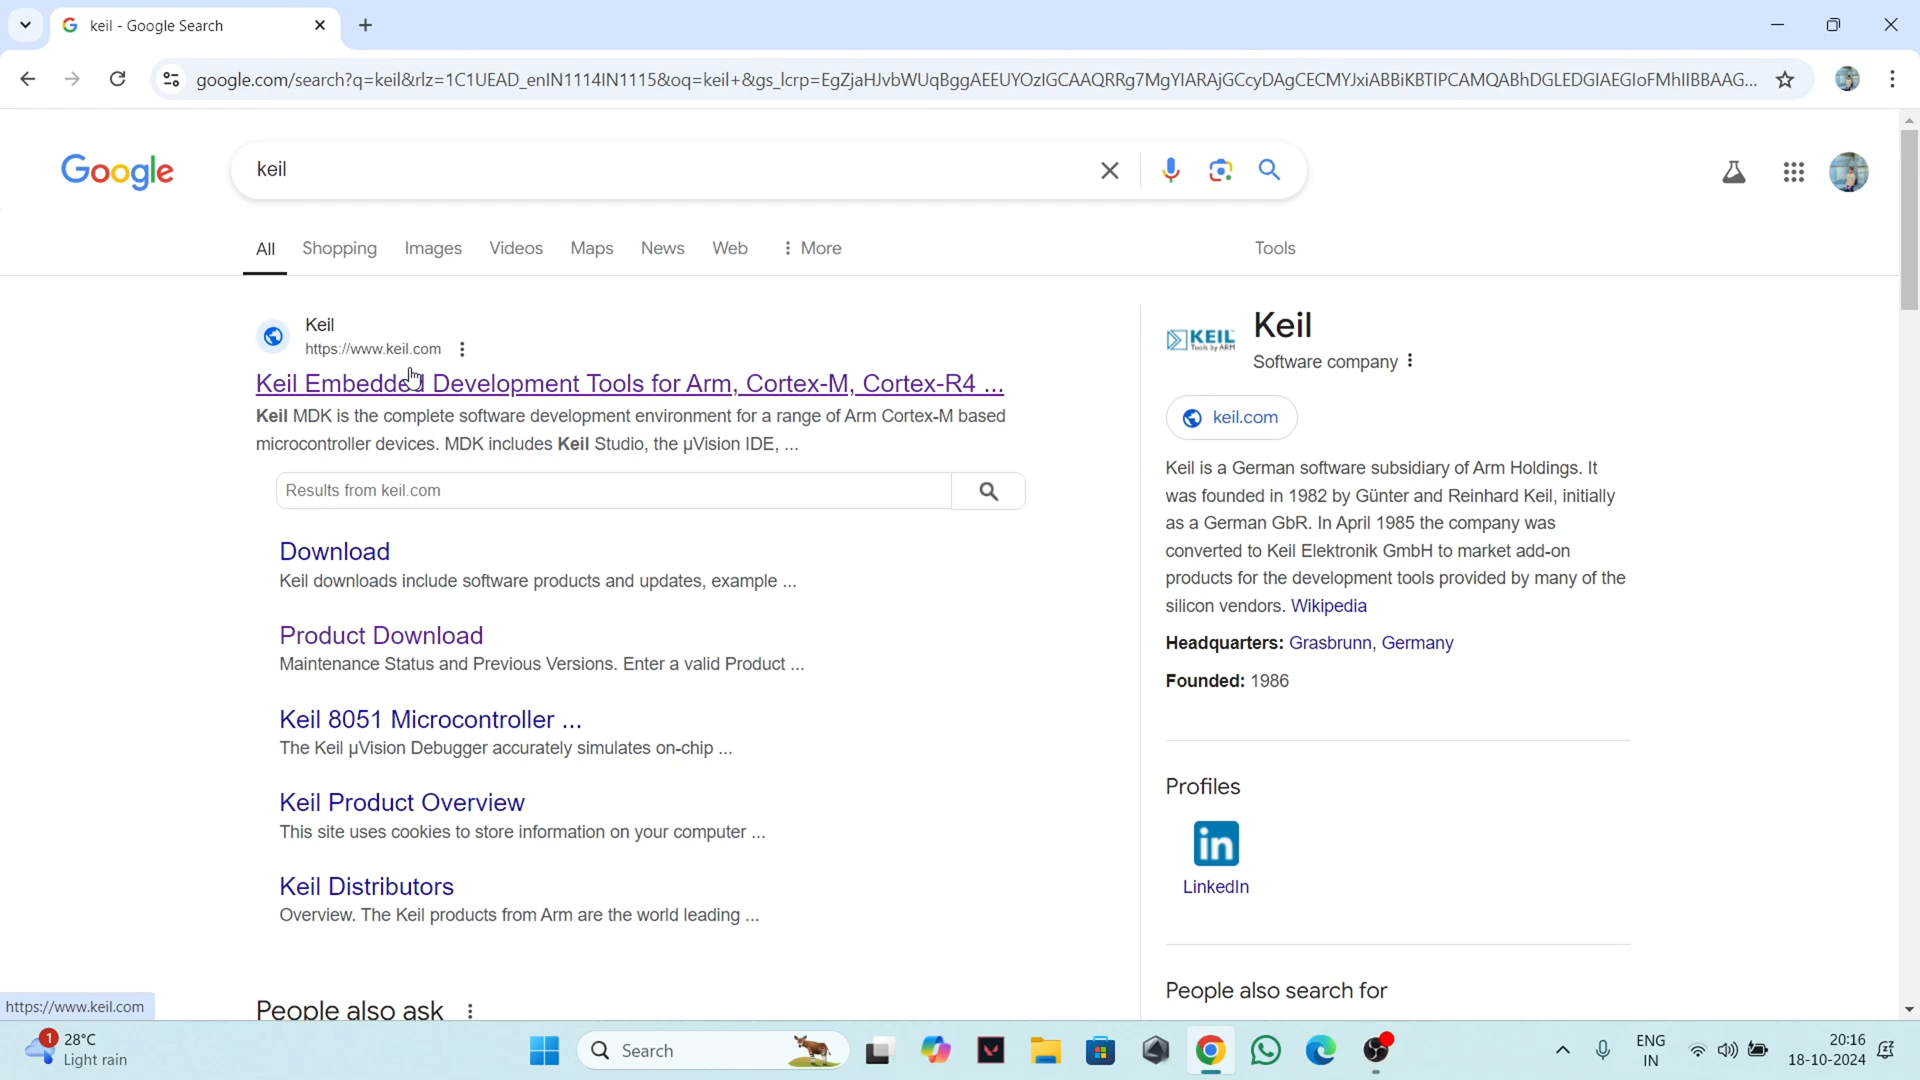 keil - Google Search
google.com/search?q=keil&rlz=1C1UEAD_enIN1114IN1115&oq=keil+&gs_lcrp=EgZjaHJvbWUqBggAEEUYOzIGCAAQRRg7MgYIARAjGCcyDAgCECMYJxiABBiKBTIPCAMQABhDGLEDGIAEGIoFMhIIBBAAG...
Google
keil
All Shopping Images Videos Maps News Web More Tools
Keil
https://www.keil.com
Keil Embedded Development Tools for Arm, Cortex-M, Cortex-R4 ...
Keil MDK is the complete software development environment for a range of Arm Cortex-M based
microcontroller devices. MDK includes Keil Studio, the µVision IDE, ...
Results from keil.com
Download
Keil downloads include software products and updates, example ...
Product Download
Maintenance Status and Previous Versions. Enter a valid Product ...
Keil 8051 Microcontroller ...
The Keil µVision Debugger accurately simulates on-chip ...
Keil Product Overview
This site uses cookies to store information on your computer ...
Keil Distributors
Overview. The Keil products from Arm are the world leading ...
People also ask
KEIL
Tools by ARM
Keil
Software company
keil.com
Keil is a German software subsidiary of Arm Holdings. It
was founded in 1982 by Günter and Reinhard Keil, initially
as a German GbR. In April 1985 the company was
converted to Keil Elektronik GmbH to market add-on
products for the development tools provided by many of the
silicon vendors. Wikipedia
Headquarters: Grasbrunn, Germany
Founded: 1986
Profiles
in
LinkedIn
People also search for
https://www.keil.com
1
28°C
Light rain
Search
ENG
IN
20:16
18-10-2024